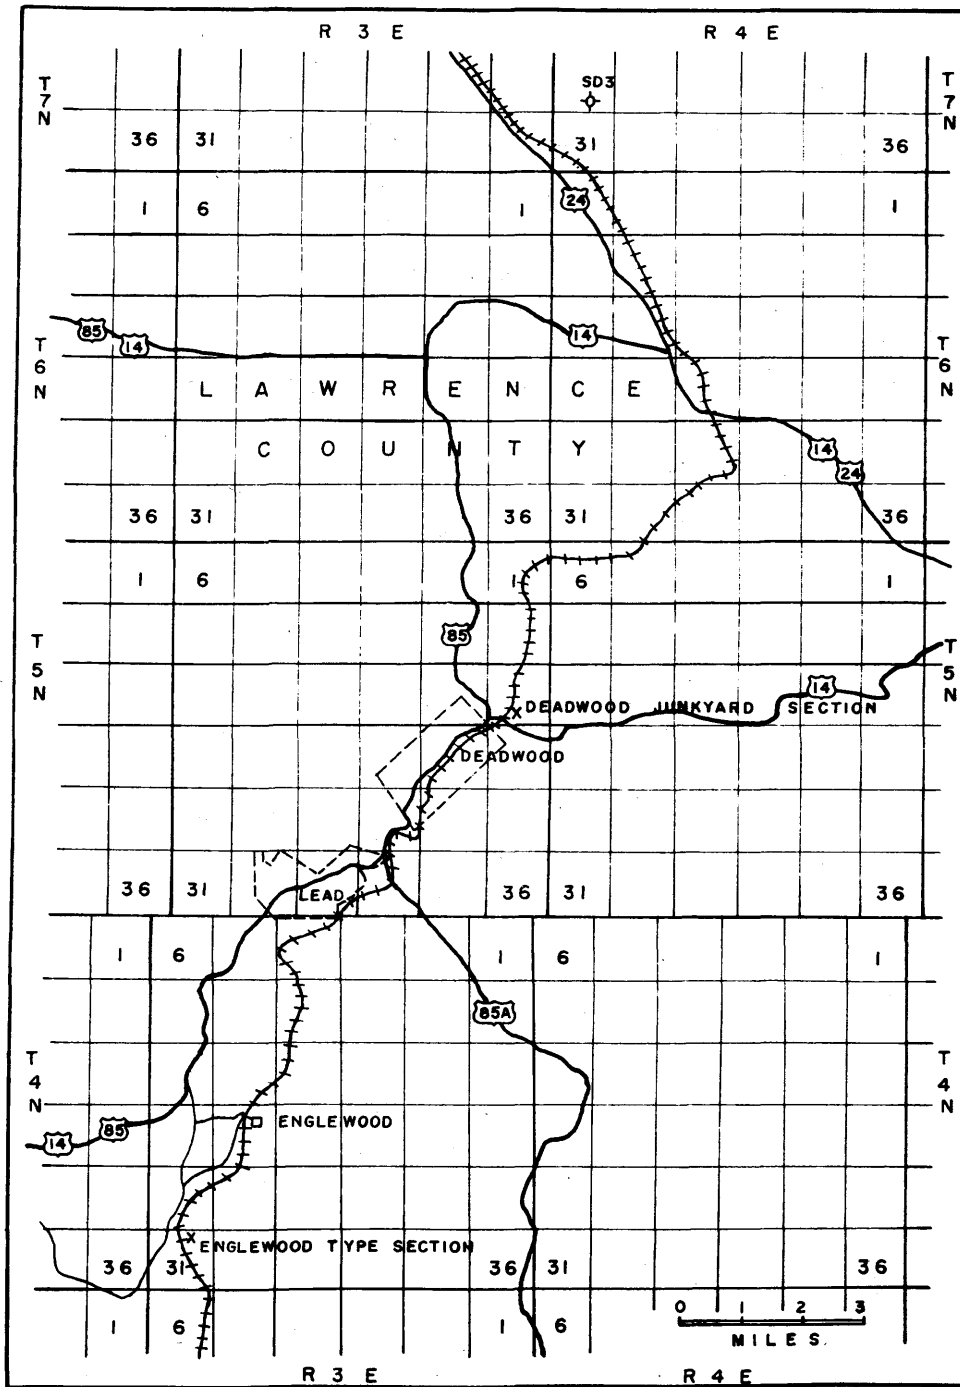 R 3 E R 4 E
T 7 N T 7 N
SD3
36 31 31 36
1 6 1 24 1
85 14 14
T 6 N T 6 N
LAWRENCE
COUNTY
14
24
36 31 36 31 36
1 6 1 6 1
85
T 5 N T 5 N
14
DEADWOOD JUNKYARD SECTION
DEADWOOD
36 31 LEAD 36 31 36
1 6 1 6 1
85A
T 4 N T 4 N
14 85 ENGLEWOOD
ENGLEWOOD TYPE SECTION
36 31 36 31 36
0 1 2 3
1 6 1 6
MILES.
R 3 E R 4 E